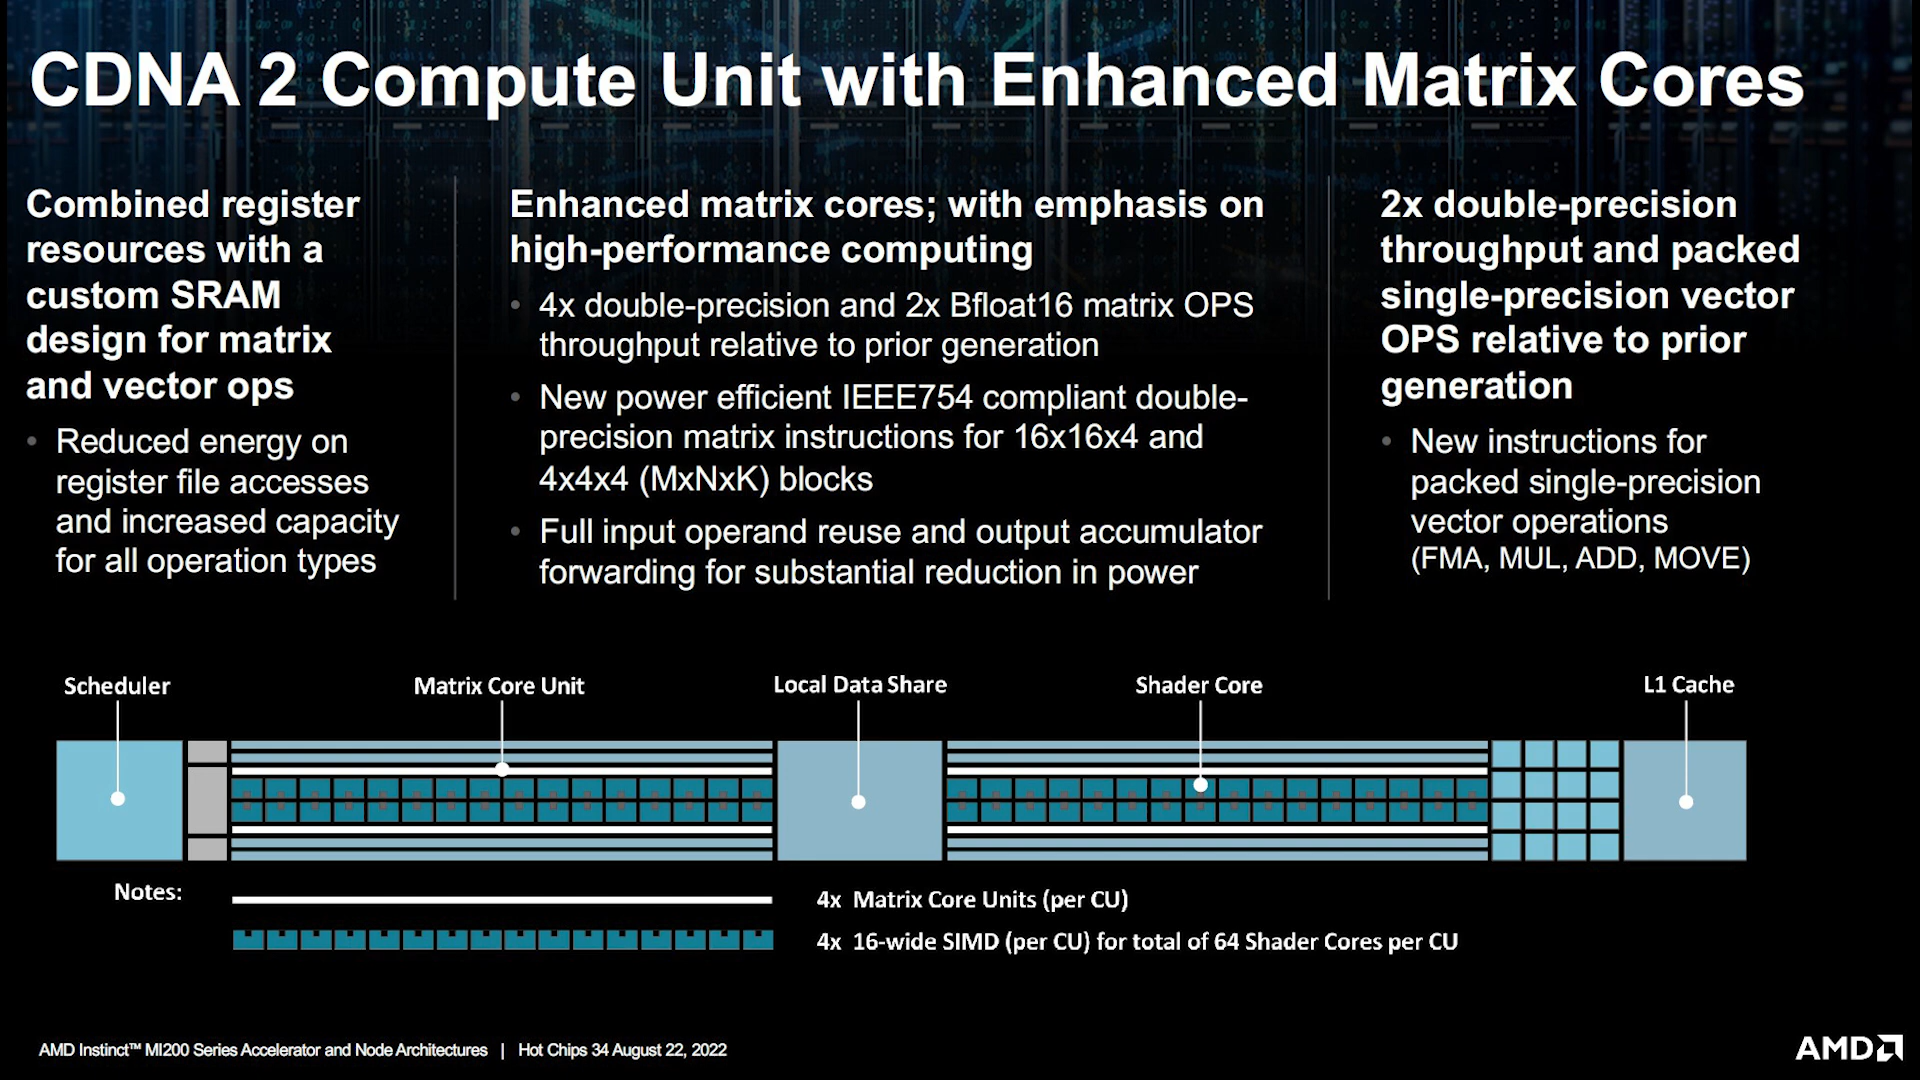 CDNA 2 Compute Unit with Enhanced Matrix Cores
Combined register
resources with a
custom SRAM
design for matrix
and vector ops
• Reduced energy on
register file accesses
and increased capacity
for all operation types
Enhanced matrix cores; with emphasis on
high-performance computing
• 4x double-precision and 2x Bfloat16 matrix OPS
throughput relative to prior generation
• New power efficient IEEE754 compliant double-
precision matrix instructions for 16x16x4 and
4x4x4 (MxNxK) blocks
• Full input operand reuse and output accumulator
forwarding for substantial reduction in power
2x double-precision
throughput and packed
single-precision vector
OPS relative to prior
generation
• New instructions for
packed single-precision
vector operations
(FMA, MUL, ADD, MOVE)
Scheduler
Matrix Core Unit
Local Data Share
Shader Core
L1 Cache
Notes:
4x Matrix Core Units (per CU)
4x 16-wide SIMD (per CU) for total of 64 Shader Cores per CU
AMD Instinct™ MI200 Series Accelerator and Node Architectures | Hot Chips 34 August 22, 2022
AMD